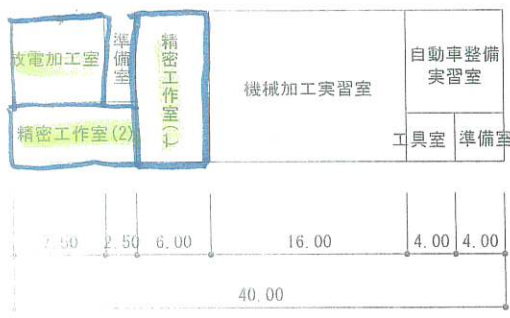 放電加工室
準備室
精密工作室(1)
精密工作室(2)
機械加工実習室
自動車整備
実習室
工具室
準備室
7.50
2.50
6.00
16.00
4.00
4.00
40.00